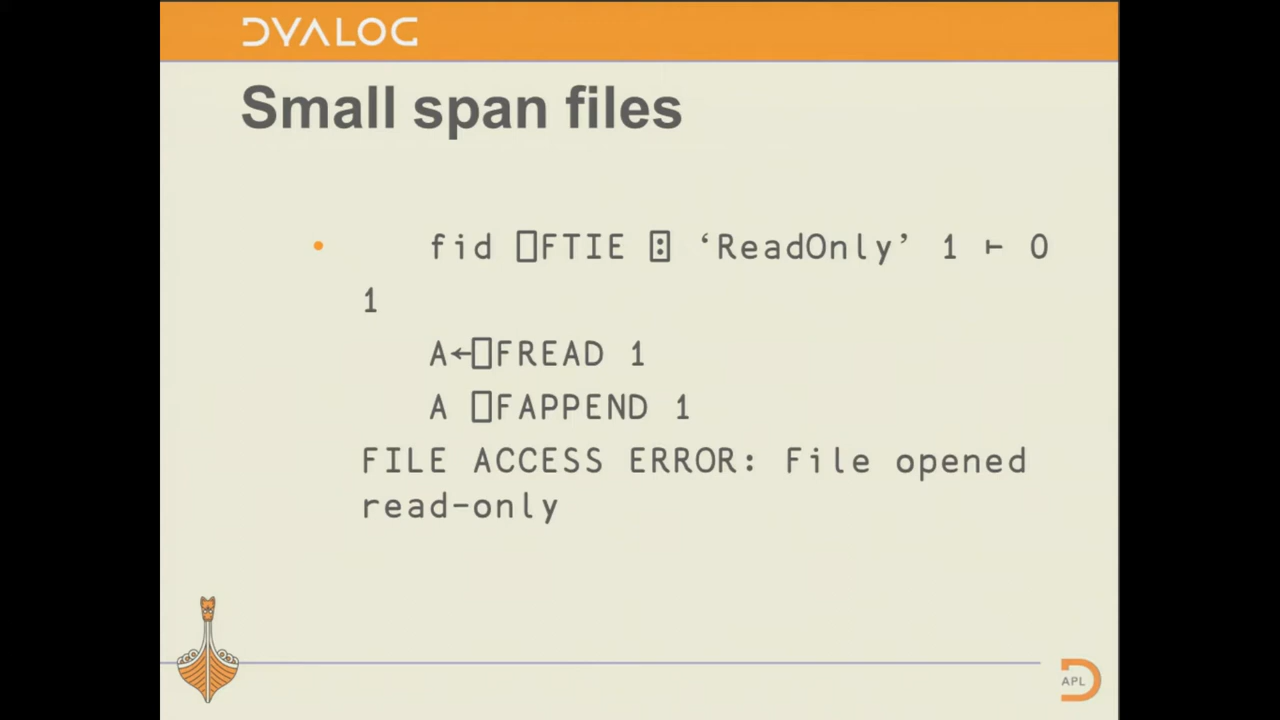 DYALOG
Small span files
• fid ⎕FTIE ⍠ ‘ReadOnly’ 1 ⊢ 0
1
A←⎕FREAD 1
A ⎕FAPPEND 1
FILE ACCESS ERROR: File opened
read-only
APL